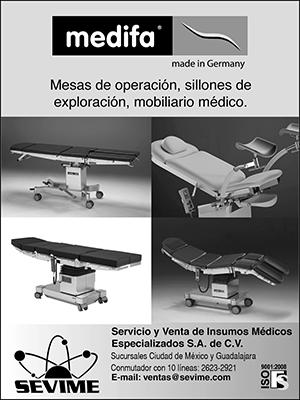 medifa®
made in Germany
Mesas de operación, sillones de
exploración, mobiliario médico.
Servicio y Venta de Insumos Médicos
Especializados S.A. de C.V.
Sucursales Ciudad de México y Guadalajara
Conmutador con 10 líneas: 2623-2921
E-mail: ventas@sevime.com
SEVIME
ISO
9001:2008